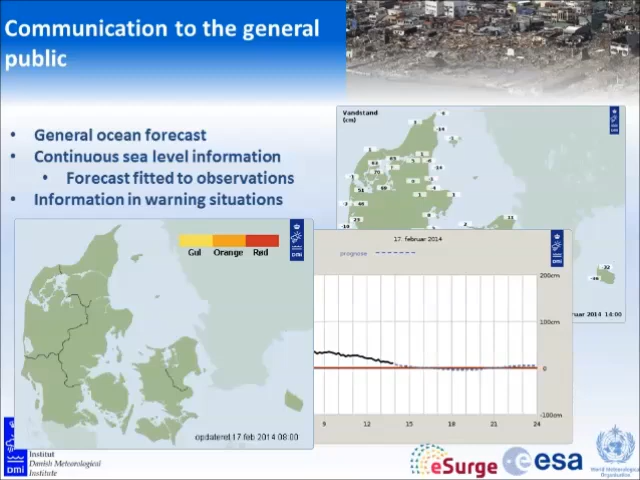 Communication to the general
public
• General ocean forecast
• Continuous sea level information
• Forecast fitted to observations
• Information in warning situations
Vandstand
(cm)
17. februar 2014
prognose
200cm
100cm
0
-100cm
9 12 15 18 21 24
ruar 2014 14:00
Gul Orange Rød
DMI
opdateret 17 feb 2014 08:00
DMI
DMI
Institut
Danish Meteorological
Institute
eSurge
esa
World Meteorological
Organization